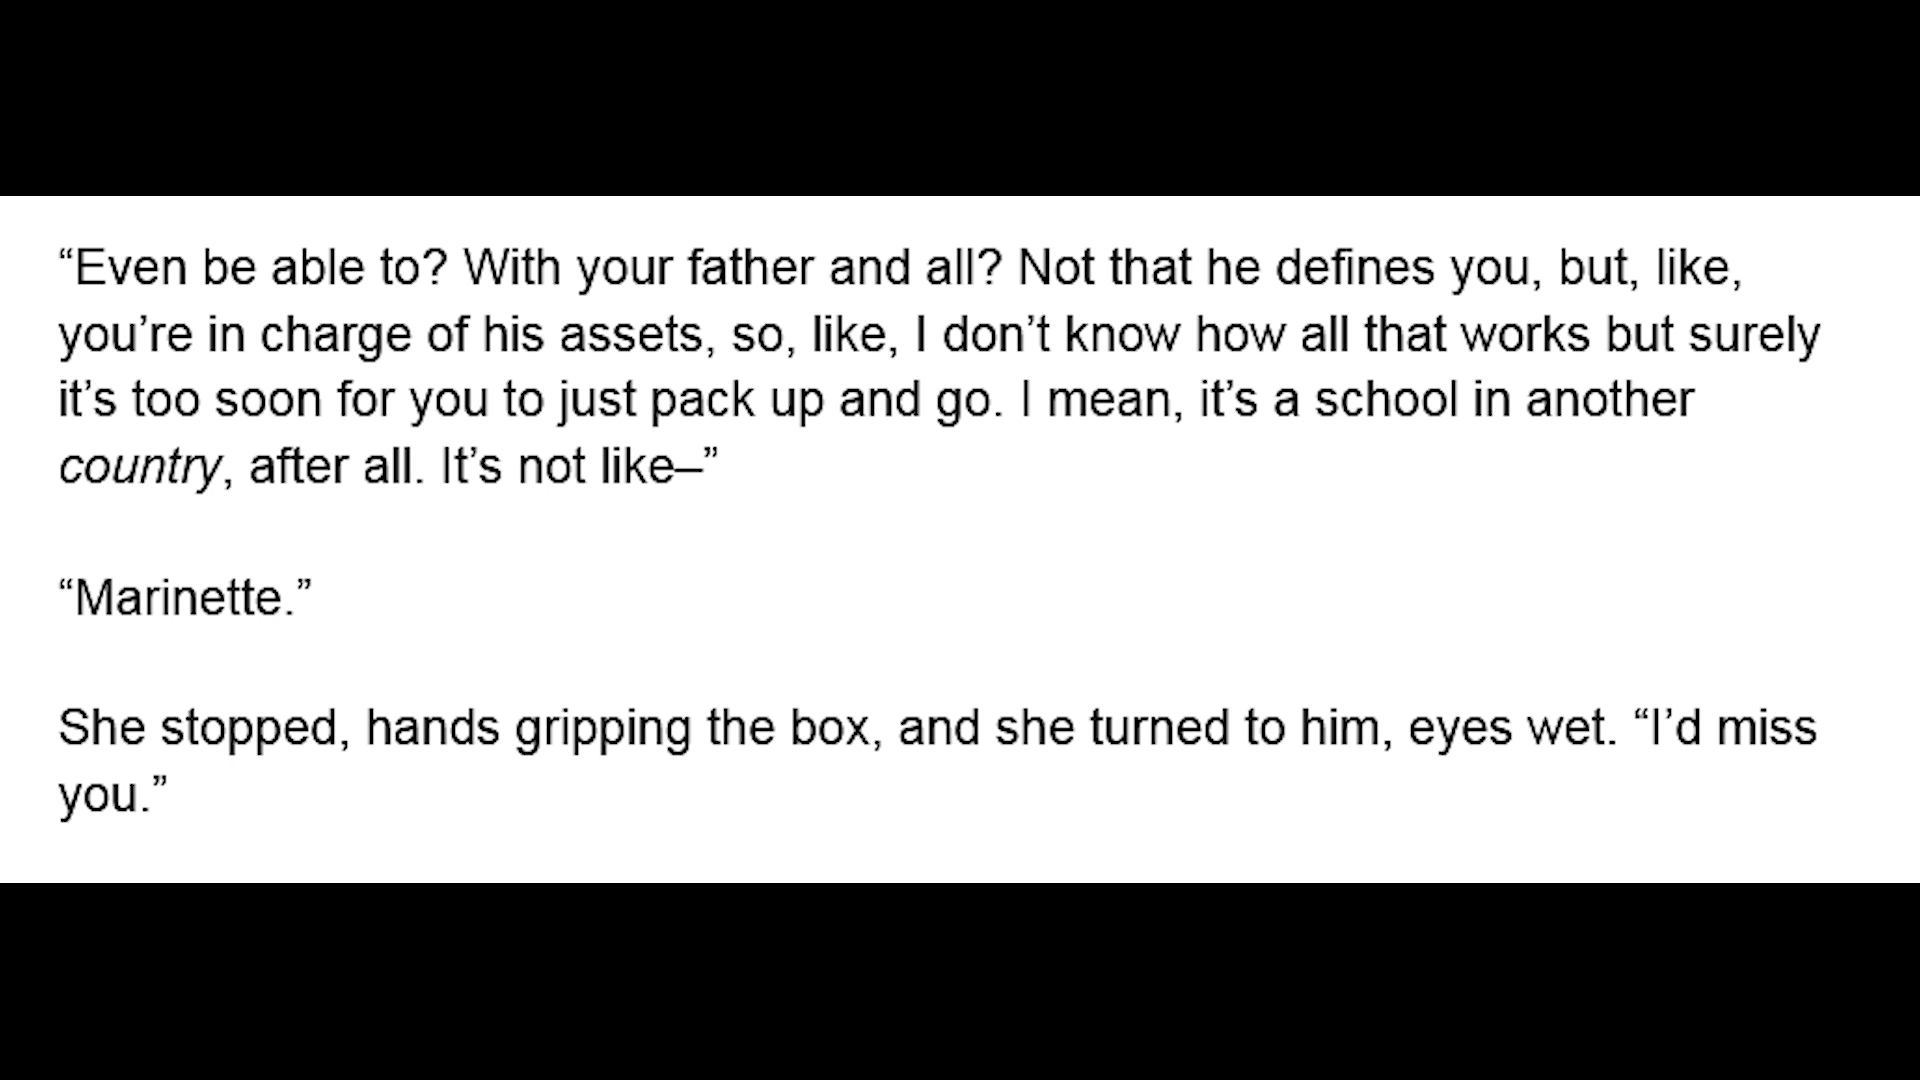 “Even be able to? With your father and all? Not that he defines you, but, like,
you’re in charge of his assets, so, like, I don’t know how all that works but surely
it’s too soon for you to just pack up and go. I mean, it’s a school in another
country, after all. It’s not like–”
“Marinette.”
She stopped, hands gripping the box, and she turned to him, eyes wet. “I’d miss
you.”